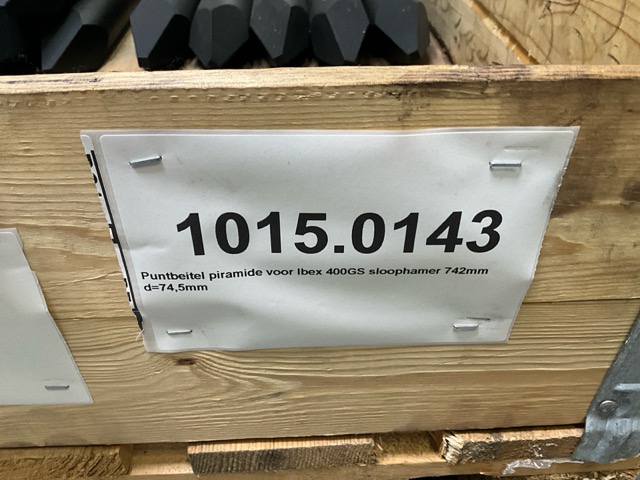 1015.0143
Puntbeitel piramide voor Ibex 400GS sloophamer 742mm
d=74,5mm